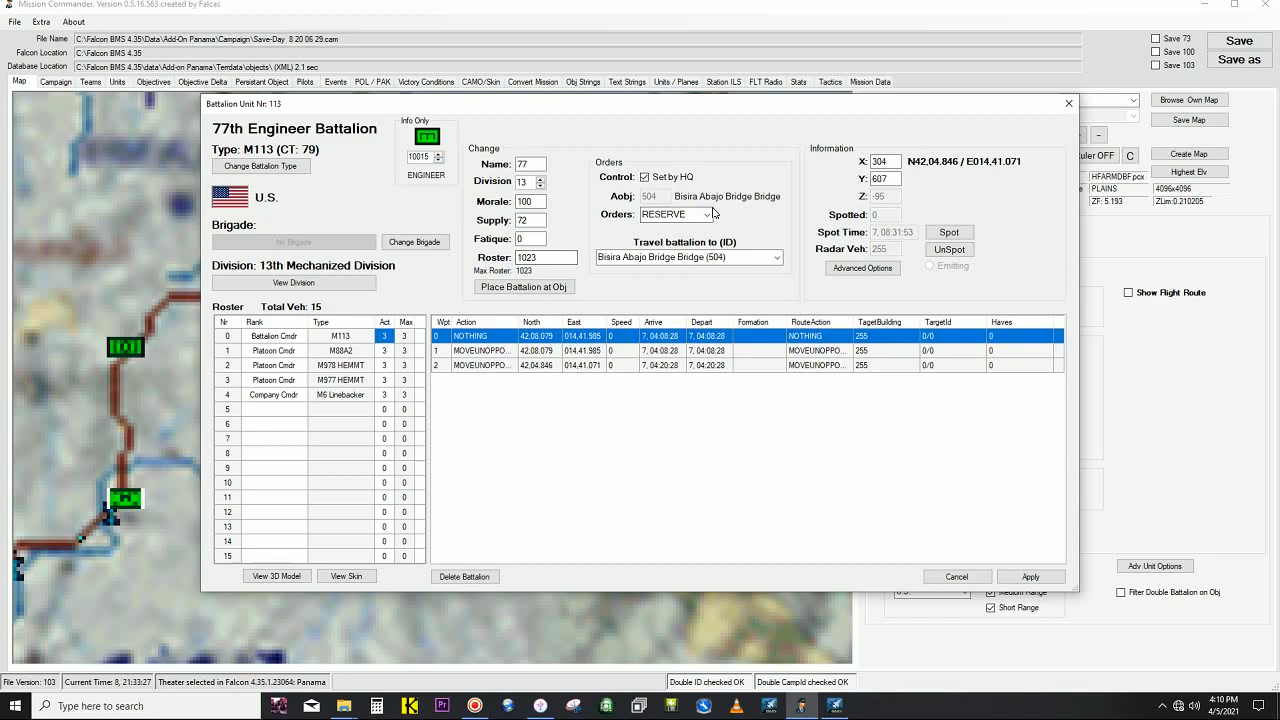 Mission Commander. Version 0.5.16.563 created by Falcas
File Extra About
File Name C:\Falcon BMS 4.35\Data\Add-On Panama\Campaign\Save-Day 8 20 06 29.cam
Falcon Location C:\Falcon BMS 4.35
Database Location C:\Falcon BMS 4.35\Data\Add-on Panama\Terrdata\objects\ (XML) 2.1 sec
Save 73
Save 100
Save 103
Save
Save as
Map Campaign Teams Units Objectives Objective Delta Persistant Object Pilots Events POL / PAK Victory Conditions CAMO/Skin Convert Mission Obj Strings Text Strings Units / Planes Station ILS FLT Radio Stats Tactics Mission Data
Battalion Unit Nr: 113
77th Engineer Battalion
Type: M113 (CT: 79)
Change Battalion Type
U.S.
Brigade:
No Brigade
Change Brigade
Division: 13th Mechanized Division
View Division
Info Only
10015
ENGINEER
Change
Name: 77
Division 13
Morale: 100
Supply: 72
Fatique: 0
Roster: 1023
Max Roster: 1023
Place Battalion at Obj
Orders
Control: Set by HQ
Aobj: 504 Bisira Abajo Bridge Bridge
Orders: RESERVE
Travel battalion to (ID)
Bisira Abajo Bridge Bridge (504)
Information
X: 304 N42,04.846 / E014,41.071
Y: 607
Z: -95
Spotted: 0
Spot Time: 7, 08:31:53 Spot
Radar Veh: 255 UnSpot
Advanced Options Emitting
Roster Total Veh: 15
Nr Rank Type Act Max
0 Battalion Cmdr M113 3 3
1 Platoon Cmdr M88A2 3 3
2 Platoon Cmdr M978 HEMMT 3 3
3 Platoon Cmdr M977 HEMMT 3 3
4 Company Cmdr M6 Linebacker 3 3
5 0 0
6 0 0
7 0 0
8 0 0
9 0 0
10 0 0
11 0 0
12 0 0
13 0 0
14 0 0
15 0 0
Wpt Action North East Speed Arrive Depart Formation RouteAction TagetBuilding TargetId Haves
0 NOTHING 42,08.079 014,41.985 0 7, 04:08:28 7, 04:08:28 NOTHING 255 0/0 0
1 MOVEUNOPPO... 42,08.079 014,41.985 0 7, 04:08:28 7, 04:08:28 MOVEUNOPPO... 255 0/0 0
2 MOVEUNOPPO... 42,04.846 014,41.071 0 7, 04:20:28 7, 04:20:28 MOVEUNOPPO... 255 0/0 0
View 3D Model View Skin Delete Battalion Cancel Apply
Browse Own Map
Save Map
-
uler OFF C Create Map
Highest Elv
HFARMDBF.pcx
PLAINS 4096x4096
ZF: 5.193 ZLim:0.210205
Show Right Route
Adv Unit Options
Medium Range Filter Double Battalion on Obj
Short Range
File Version: 103 Current Time: 8, 21:33:27 Theater selected in Falcon 4.35.1.23064: Panama Double ID checked OK Double CampId checked OK
Type here to search
4:10 PM
4/5/2021